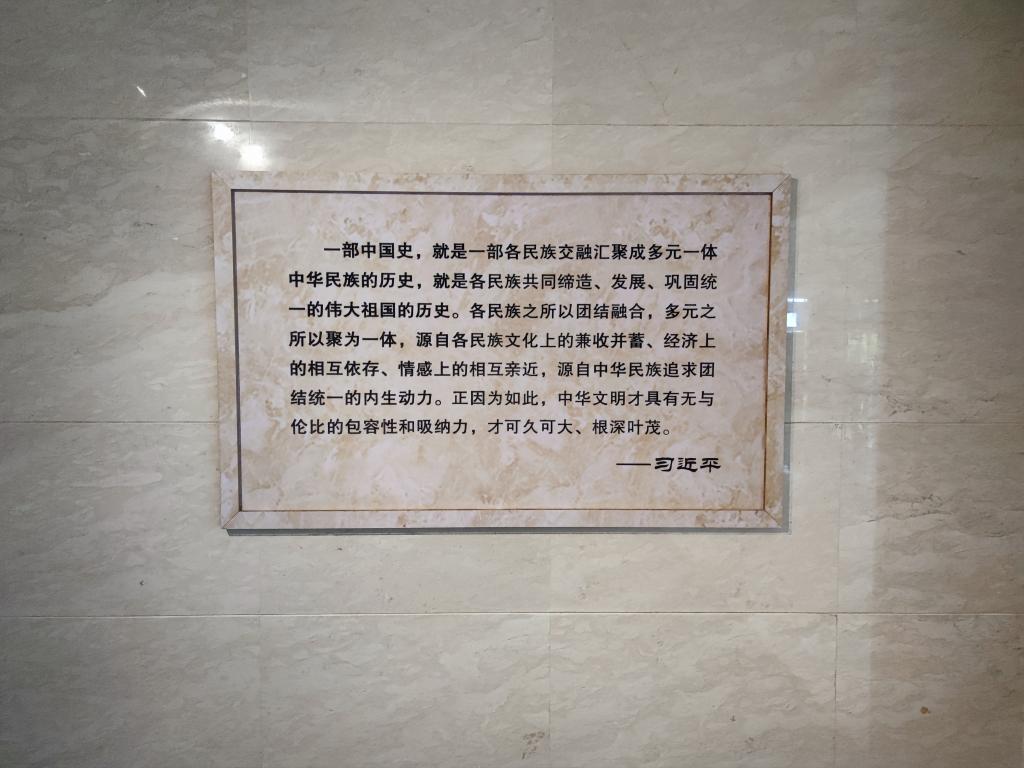 一部中国史，就是一部各民族交融汇聚成多元一体
中华民族的历史，就是各民族共同缔造、发展、巩固统
一的伟大祖国的历史。各民族之所以团结融合，多元之
所以聚为一体，源自各民族文化上的兼收并蓄、经济上
的相互依存、情感上的相互亲近，源自中华民族追求团
结统一的内生动力。正因为如此，中华文明才具有无与
伦比的包容性和吸纳力，才可久可大、根深叶茂。
——习近平